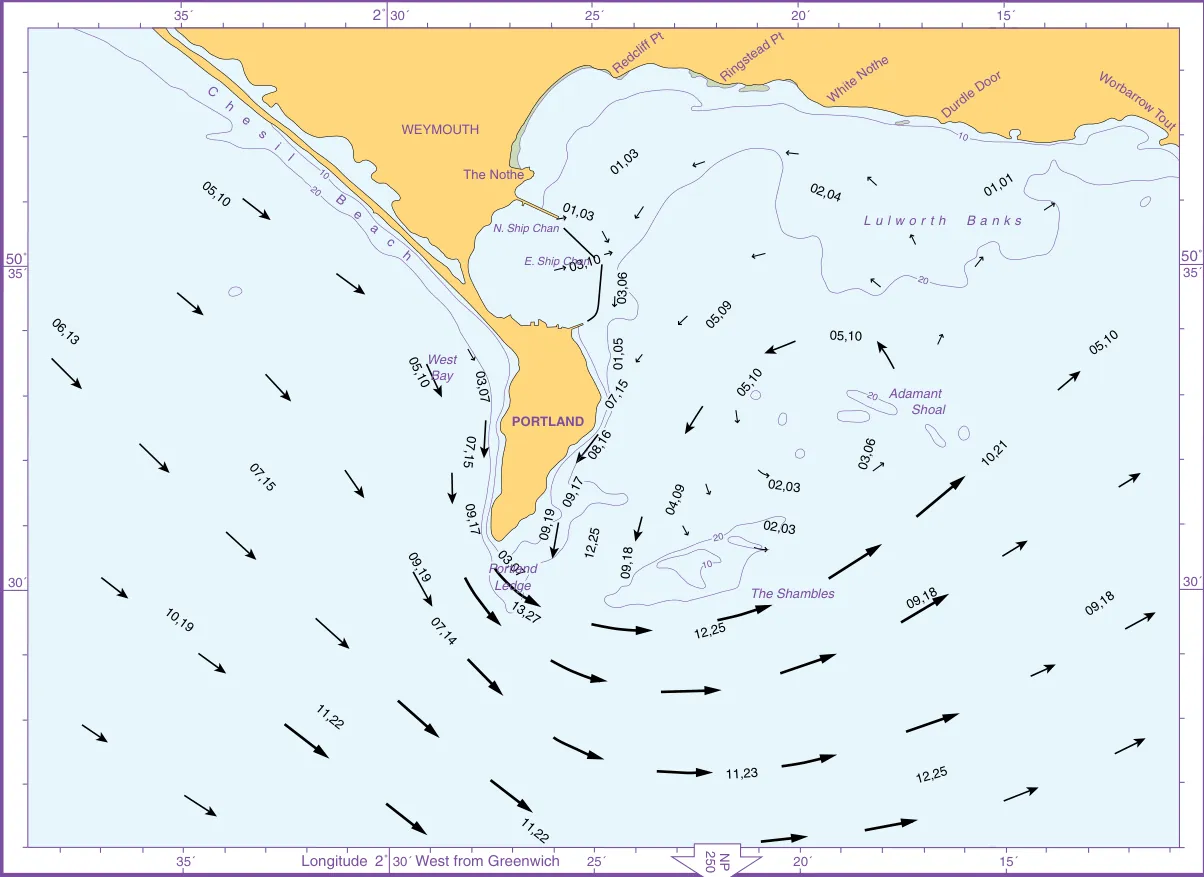 35´ 2° 30´ 25´ 20´ 15´
Redcliff Pt
Ringstead Pt
White Nothe
Durdle Door
Worbarrow Tout
Chesil Beach
10
20
WEYMOUTH
The Nothe
10
01,03
02,04
01,01
05,10
01,03
N. Ship Chan
Lulworth Banks
E. Ship Chan
03,10
50°
35´
50°
35´
20
03,06
05,09
06,13
05,10
05,10
01,05
West
Bay
05,10
03,07
05,10
07,15
20
Adamant
Shoal
PORTLAND
08,16
07,15
07,15
03,06
10,21
09,17
02,03
04,09
09,17
09,19
12,25
02,03
20
09,18
10
03,07
Portland
Ledge
09,19
30´
30´
The Shambles
09,18
09,18
13,27
10,19
07,14
12,25
11,22
11,23
12,25
11,22
35´ Longitude 2° 30´ West from Greenwich 25´ 20´ 15´
NP
250